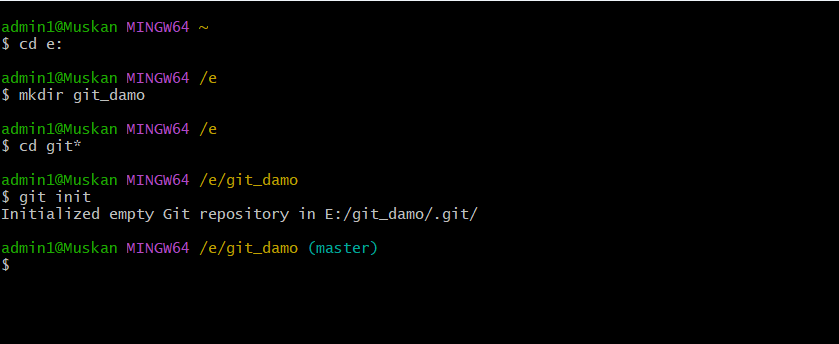 admin1@Muskan MINGW64 ~
$ cd e:
admin1@Muskan MINGW64 /e
$ mkdir git_damo
admin1@Muskan MINGW64 /e
$ cd git*
admin1@Muskan MINGW64 /e/git_damo
$ git init
Initialized empty Git repository in E:/git_damo/.git/
admin1@Muskan MINGW64 /e/git_damo (master)
$